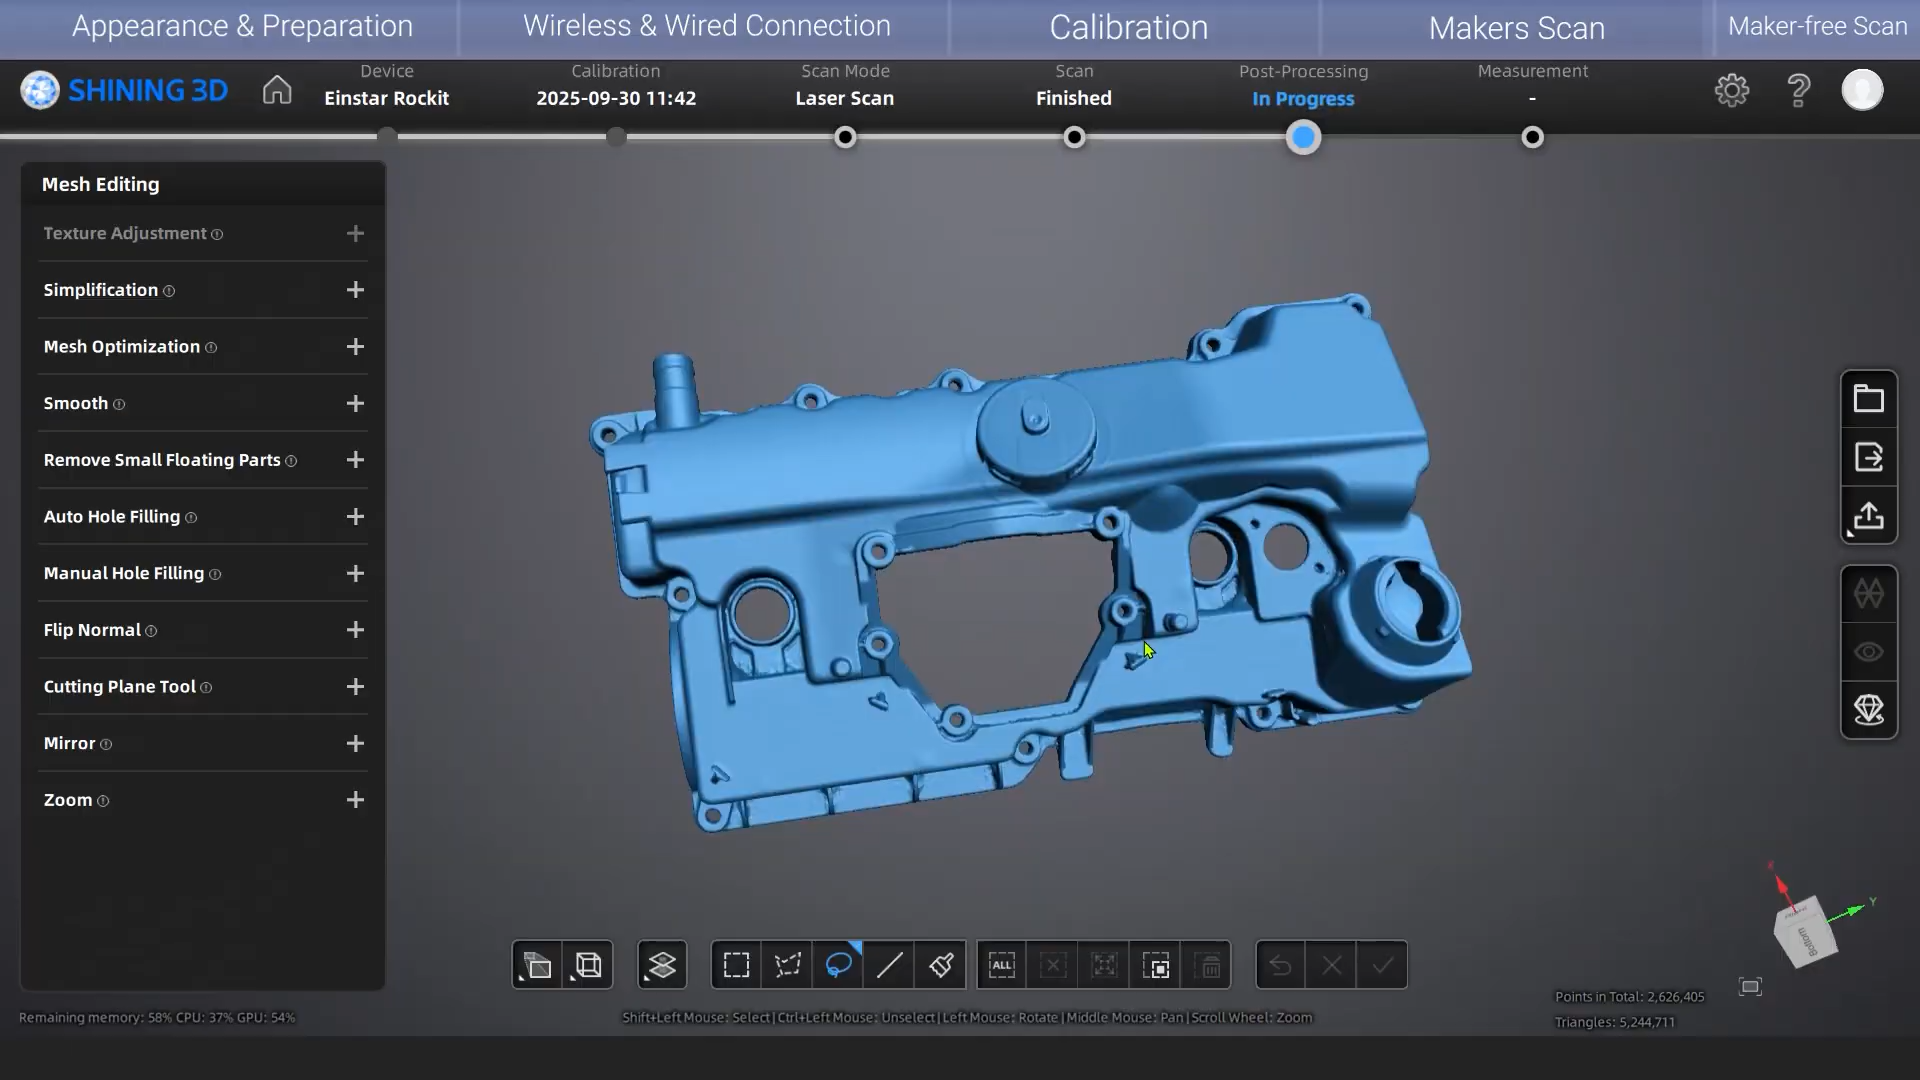 Appearance & Preparation
Wireless & Wired Connection
Calibration
Makers Scan
Maker-free Scan
SHINING 3D
Device
Einstar Rockit
Calibration
2025-09-30 11:42
Scan Mode
Laser Scan
Scan
Finished
Post-Processing
In Progress
Measurement
-
Mesh Editing
Texture Adjustment
Simplification
Mesh Optimization
Smooth
Remove Small Floating Parts
Auto Hole Filling
Manual Hole Filling
Flip Normal
Cutting Plane Tool
Mirror
Zoom
ALL
X
Y
Bottom
Points in Total: 2,626,405
Triangles: 5,244,711
Remaining memory: 58% CPU: 37% GPU: 54%
Shift+Left Mouse: Select|Ctrl+Left Mouse: Unselect|Left Mouse: Rotate|Middle Mouse: Pan|Scroll Wheel: Zoom